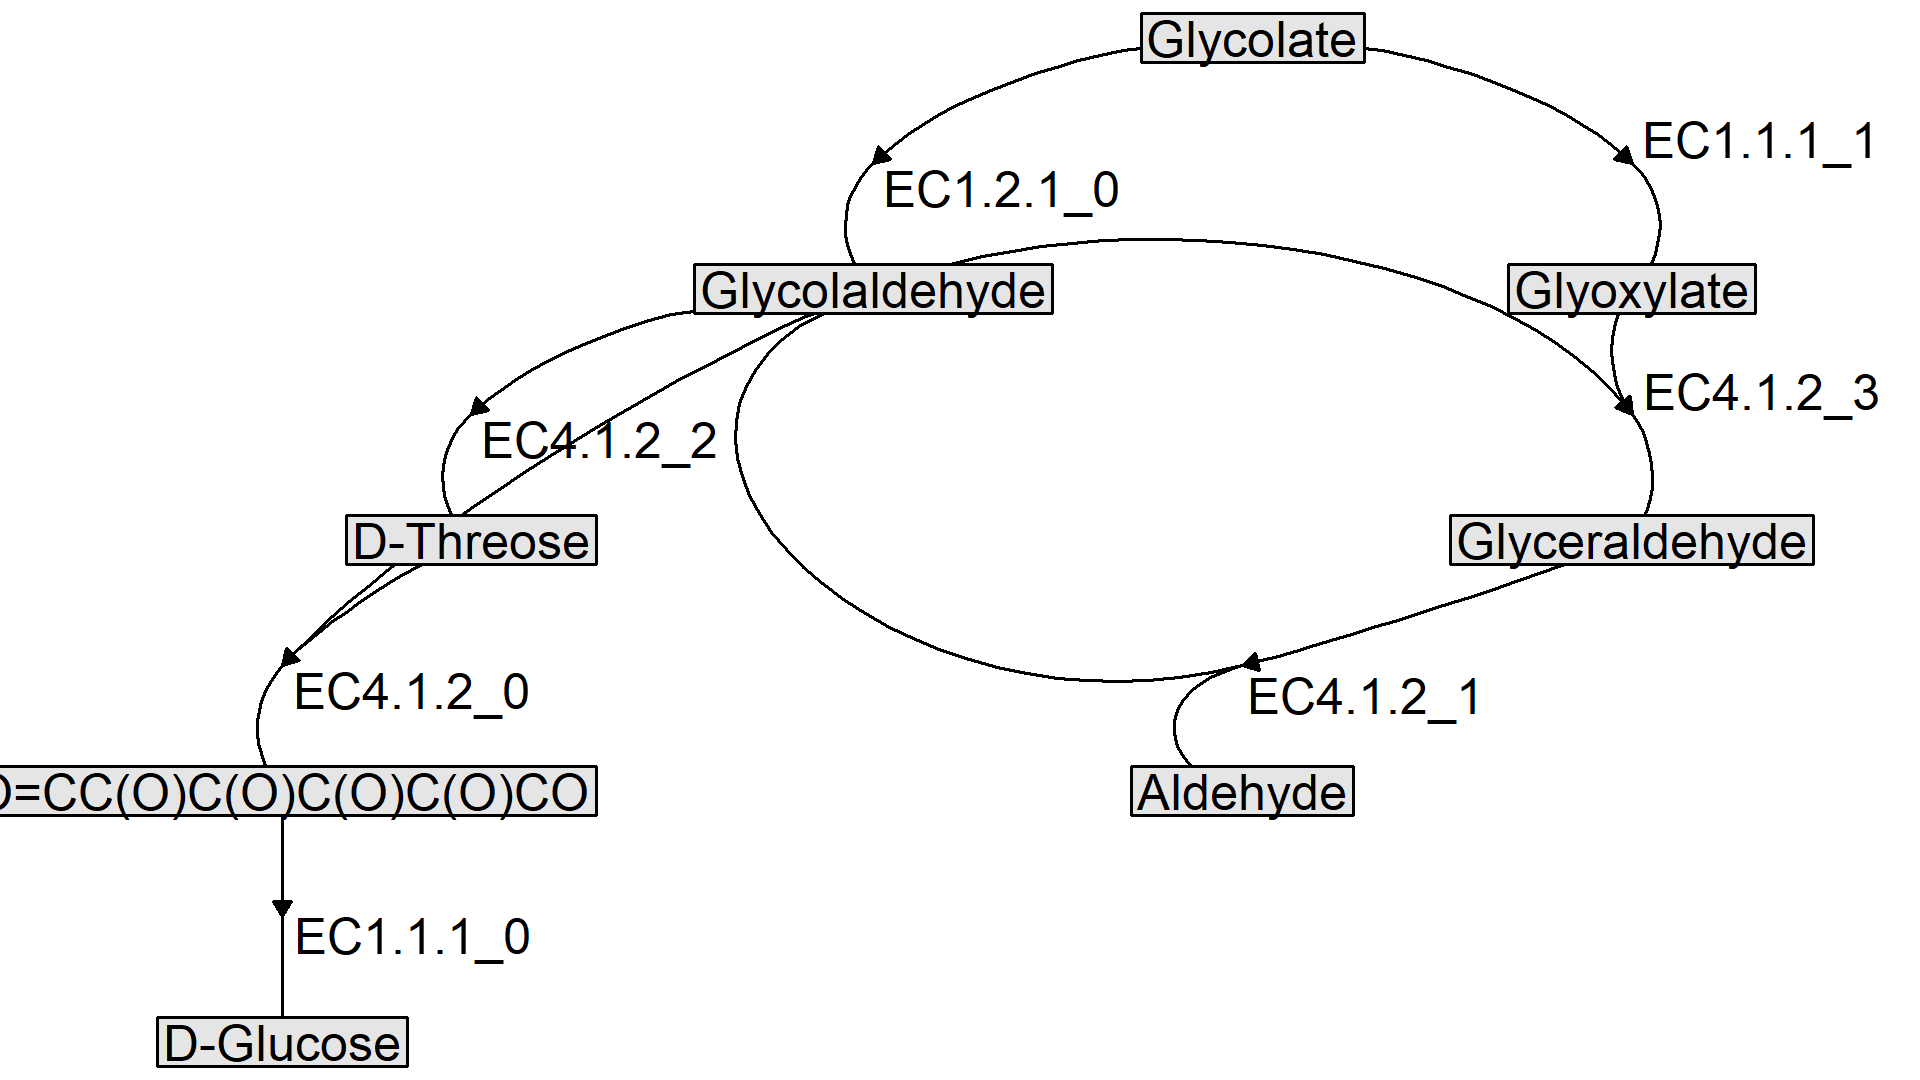 Glycolate
EC1.1.1_1
EC1.2.1_0
Glycolaldehyde
Glyoxylate
EC4.1.2_3
EC4.1.2_2
D-Threose
Glyceraldehyde
EC4.1.2_0
EC4.1.2_1
O=CC(O)C(O)C(O)C(O)CO
Aldehyde
EC1.1.1_0
D-Glucose